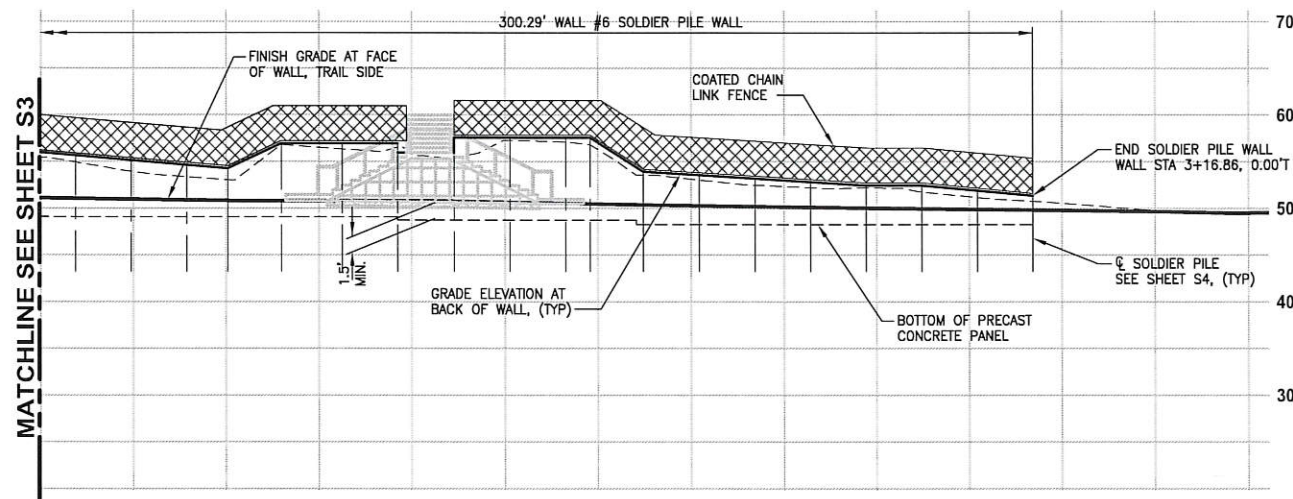 300.29' WALL #6 SOLDIER PILE WALL
70
FINISH GRADE AT FACE
OF WALL, TRAIL SIDE
COATED CHAIN
LINK FENCE
60
END SOLDIER PILE WALL
WALL STA 3+16.86, 0.00'T
50
1.5'
MIN.
GRADE ELEVATION AT
BACK OF WALL, (TYP)
℄ SOLDIER PILE
SEE SHEET S4, (TYP)
BOTTOM OF PRECAST
CONCRETE PANEL
40
30
MATCHLINE SEE SHEET S3